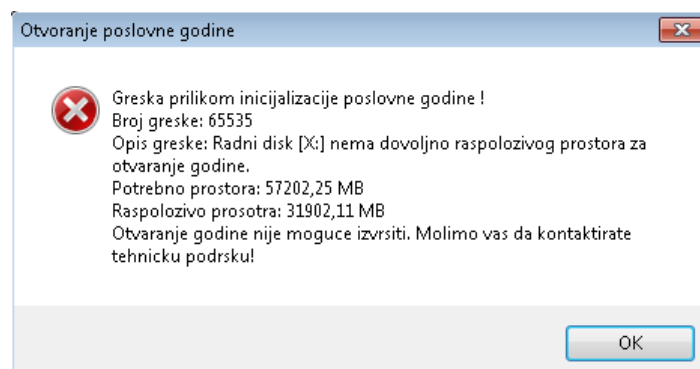 Otvoranje poslovne godine
Greska prilikom inicijalizacije poslovne godine !
Broj greske: 65535
Opis greske: Radni disk [X:] nema dovoljno raspolozivog prostora za
otvaranje godine.
Potrebno prostora: 57202,25 MB
Raspolozivo prosotra: 31902,11 MB
Otvaranje godine nije moguce izvrsiti. Molimo vas da kontaktirate
tehnicku podrsku!
OK